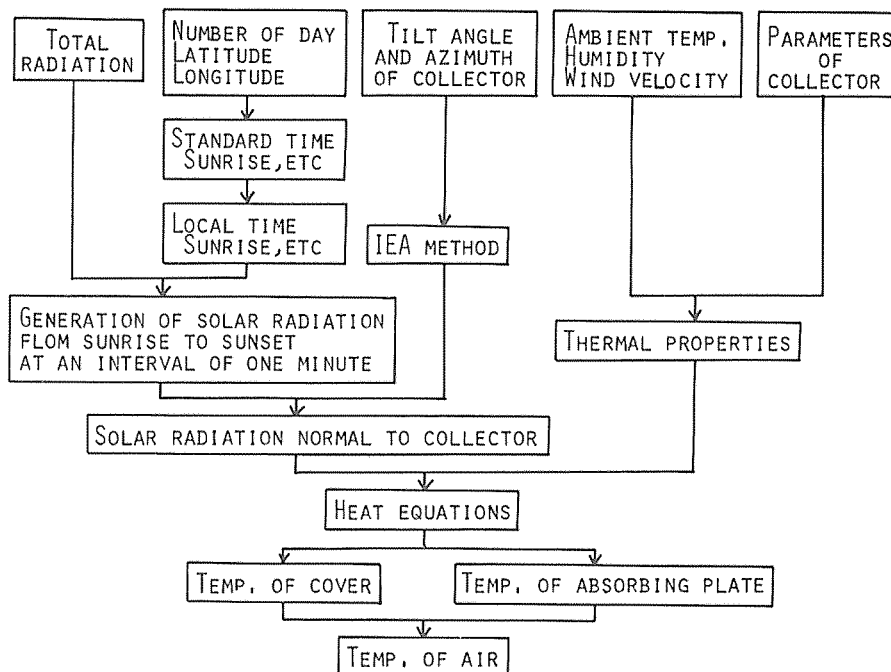 TOTAL
RADIATION
NUMBER OF DAY
LATITUDE
LONGITUDE
TILT ANGLE
AND AZIMUTH
OF COLLECTOR
AMBIENT TEMP.
HUMIDITY
WIND VELOCITY
PARAMETERS
OF
COLLECTOR
STANDARD TIME
SUNRISE, ETC
LOCAL TIME
SUNRISE, ETC
IEA METHOD
GENERATION OF SOLAR RADIATION
FLOM SUNRISE TO SUNSET
AT AN INTERVAL OF ONE MINUTE
THERMAL PROPERTIES
SOLAR RADIATION NORMAL TO COLLECTOR
HEAT EQUATIONS
TEMP. OF COVER
TEMP. OF ABSORBING PLATE
TEMP. OF AIR